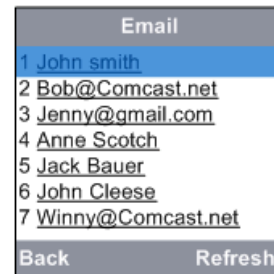 Email
1 John smith
2 Bob@Comcast.net
3 Jenny@gmail.com
4 Anne Scotch
5 Jack Bauer
6 John Cleese
7 Winny@Comcast.net
Back Refresh